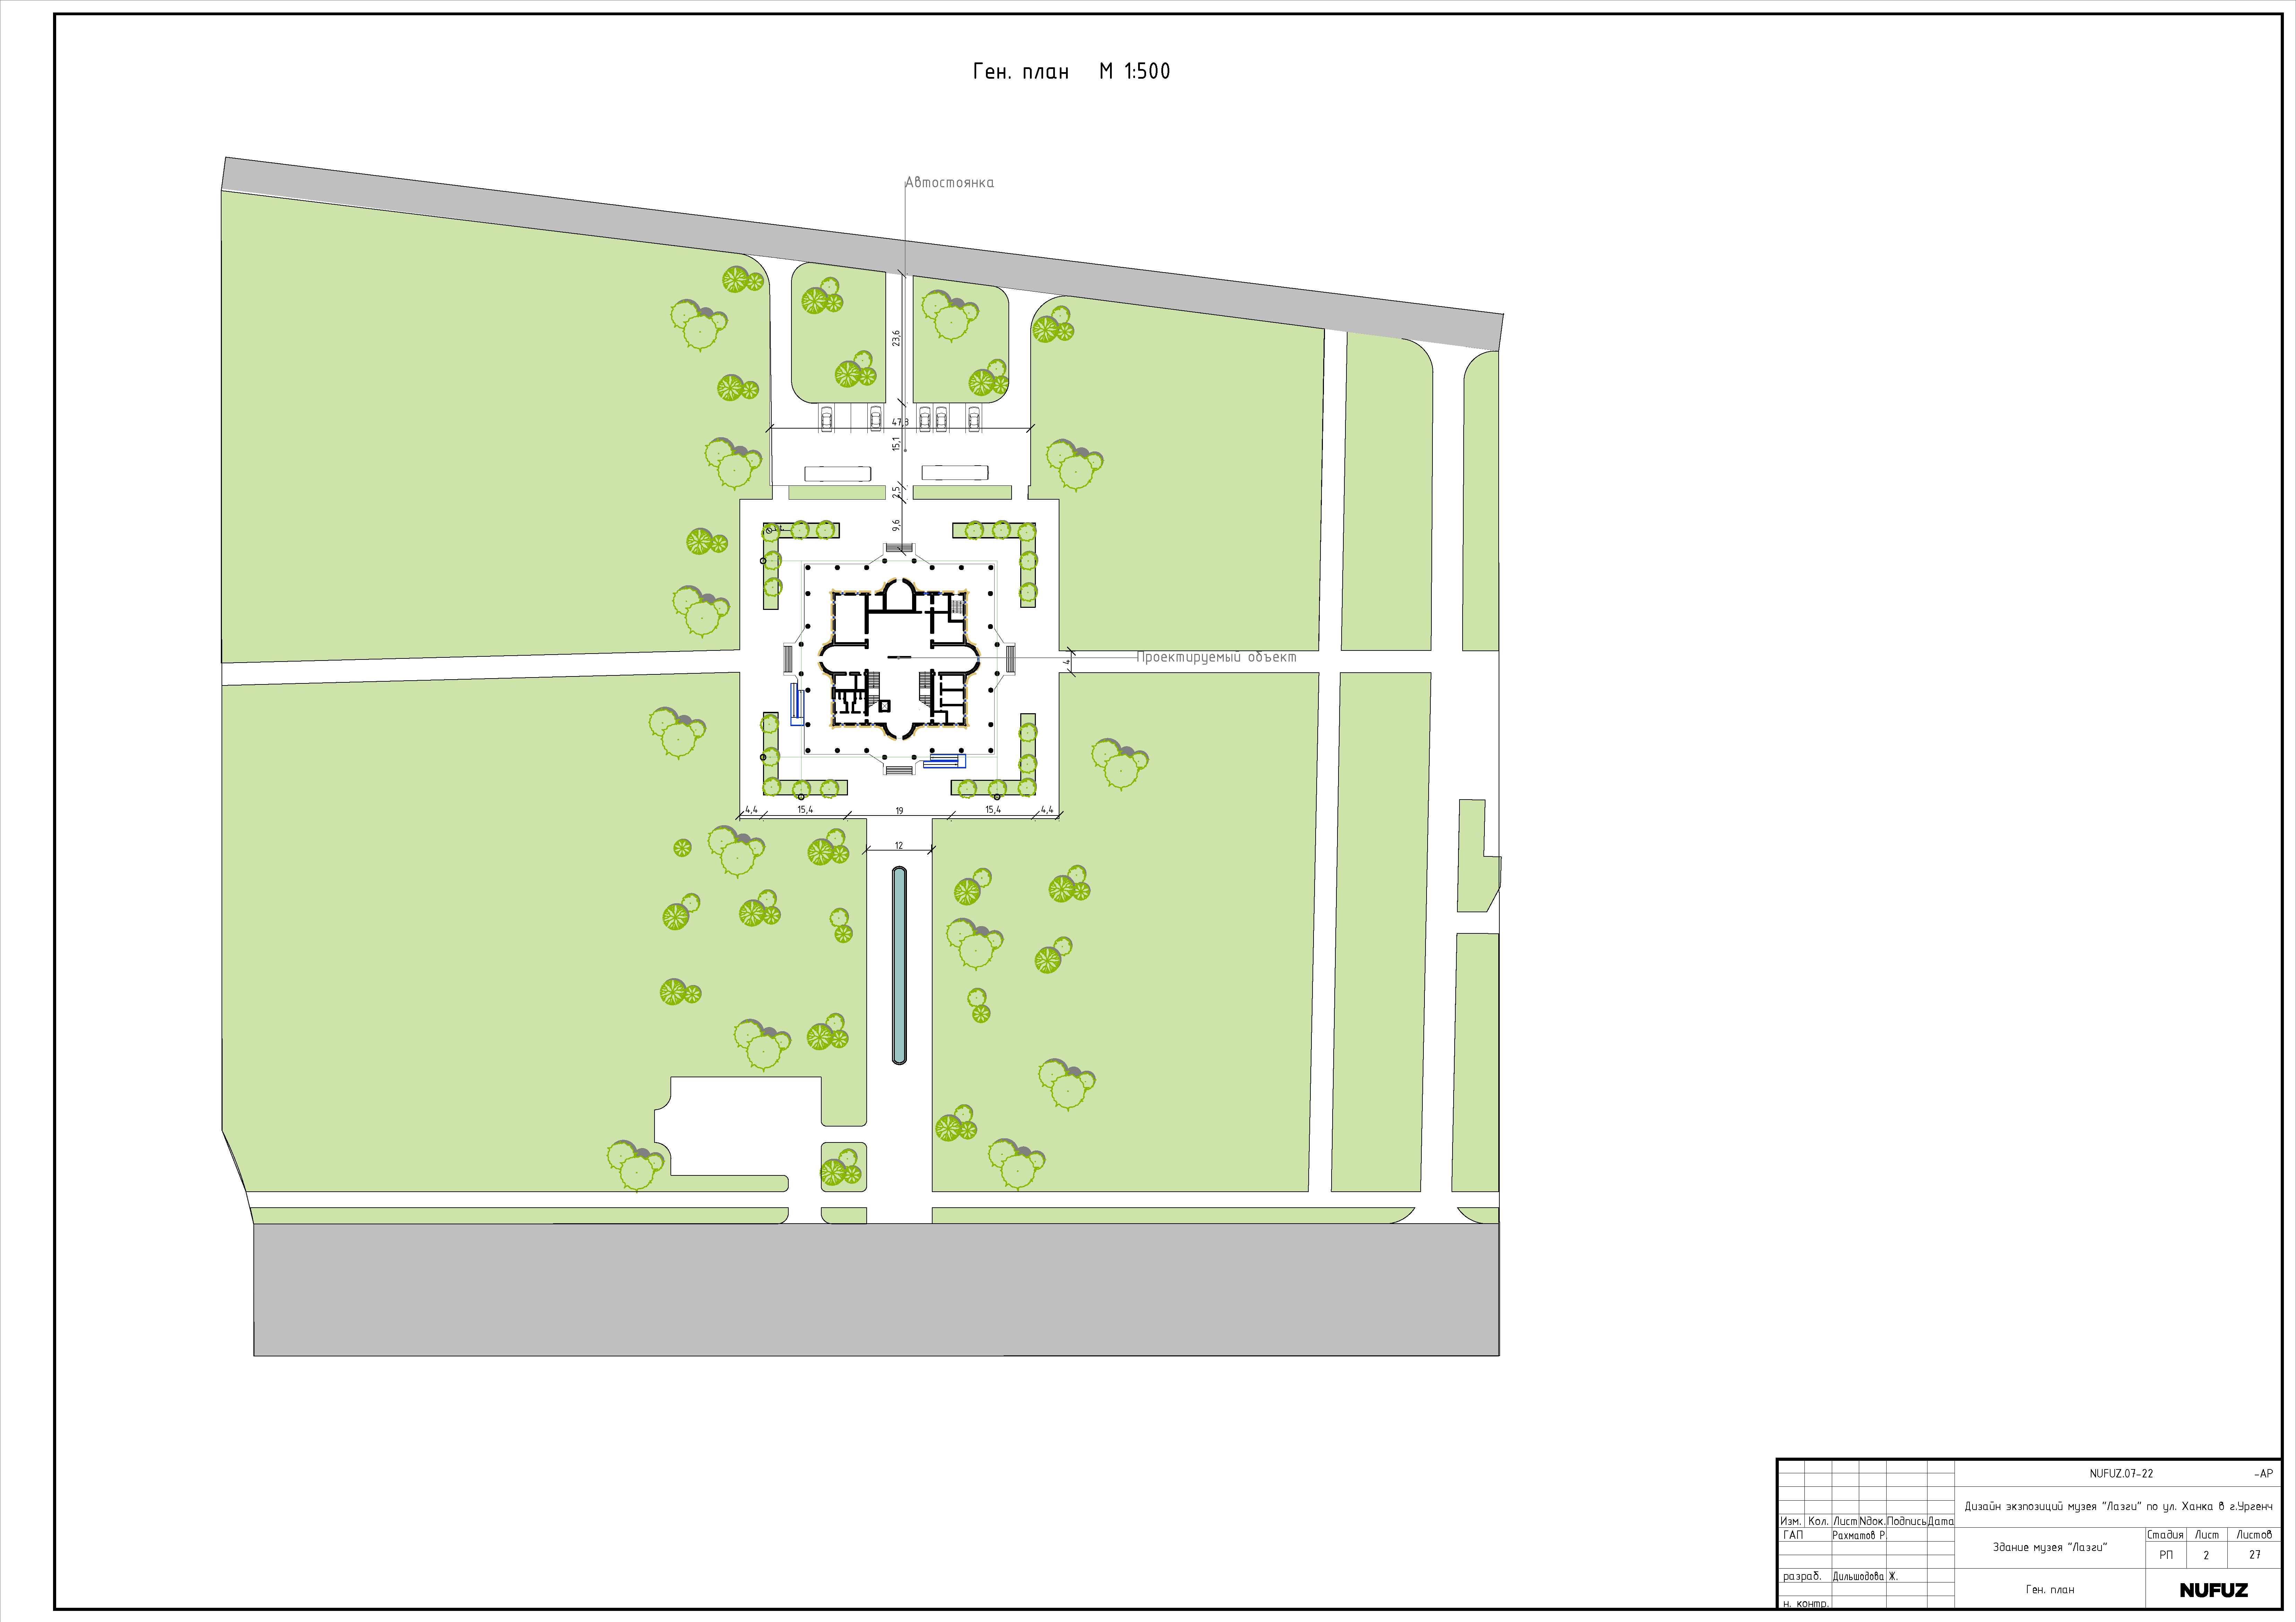 Ген. план М 1:500
Автостоянка
23,6
47,3
15,1
2,5
9,6
Проектируемый объект
4
4,4
15,4
19
15,4
4,4
12
NUFUZ.07-22 -АР
Дизайн экзпозиций музея "Лазги" по ул. Ханка в г.Ургенч
Изм. Кол. Лист Nдок. Подпись Дата
ГАП Рахматов Р.
Здание музея "Лазги"
Стадия Лист Листов
РП 2 27
разраб. Дильшодова Ж.
Ген. план
NUFUZ
н. контр.